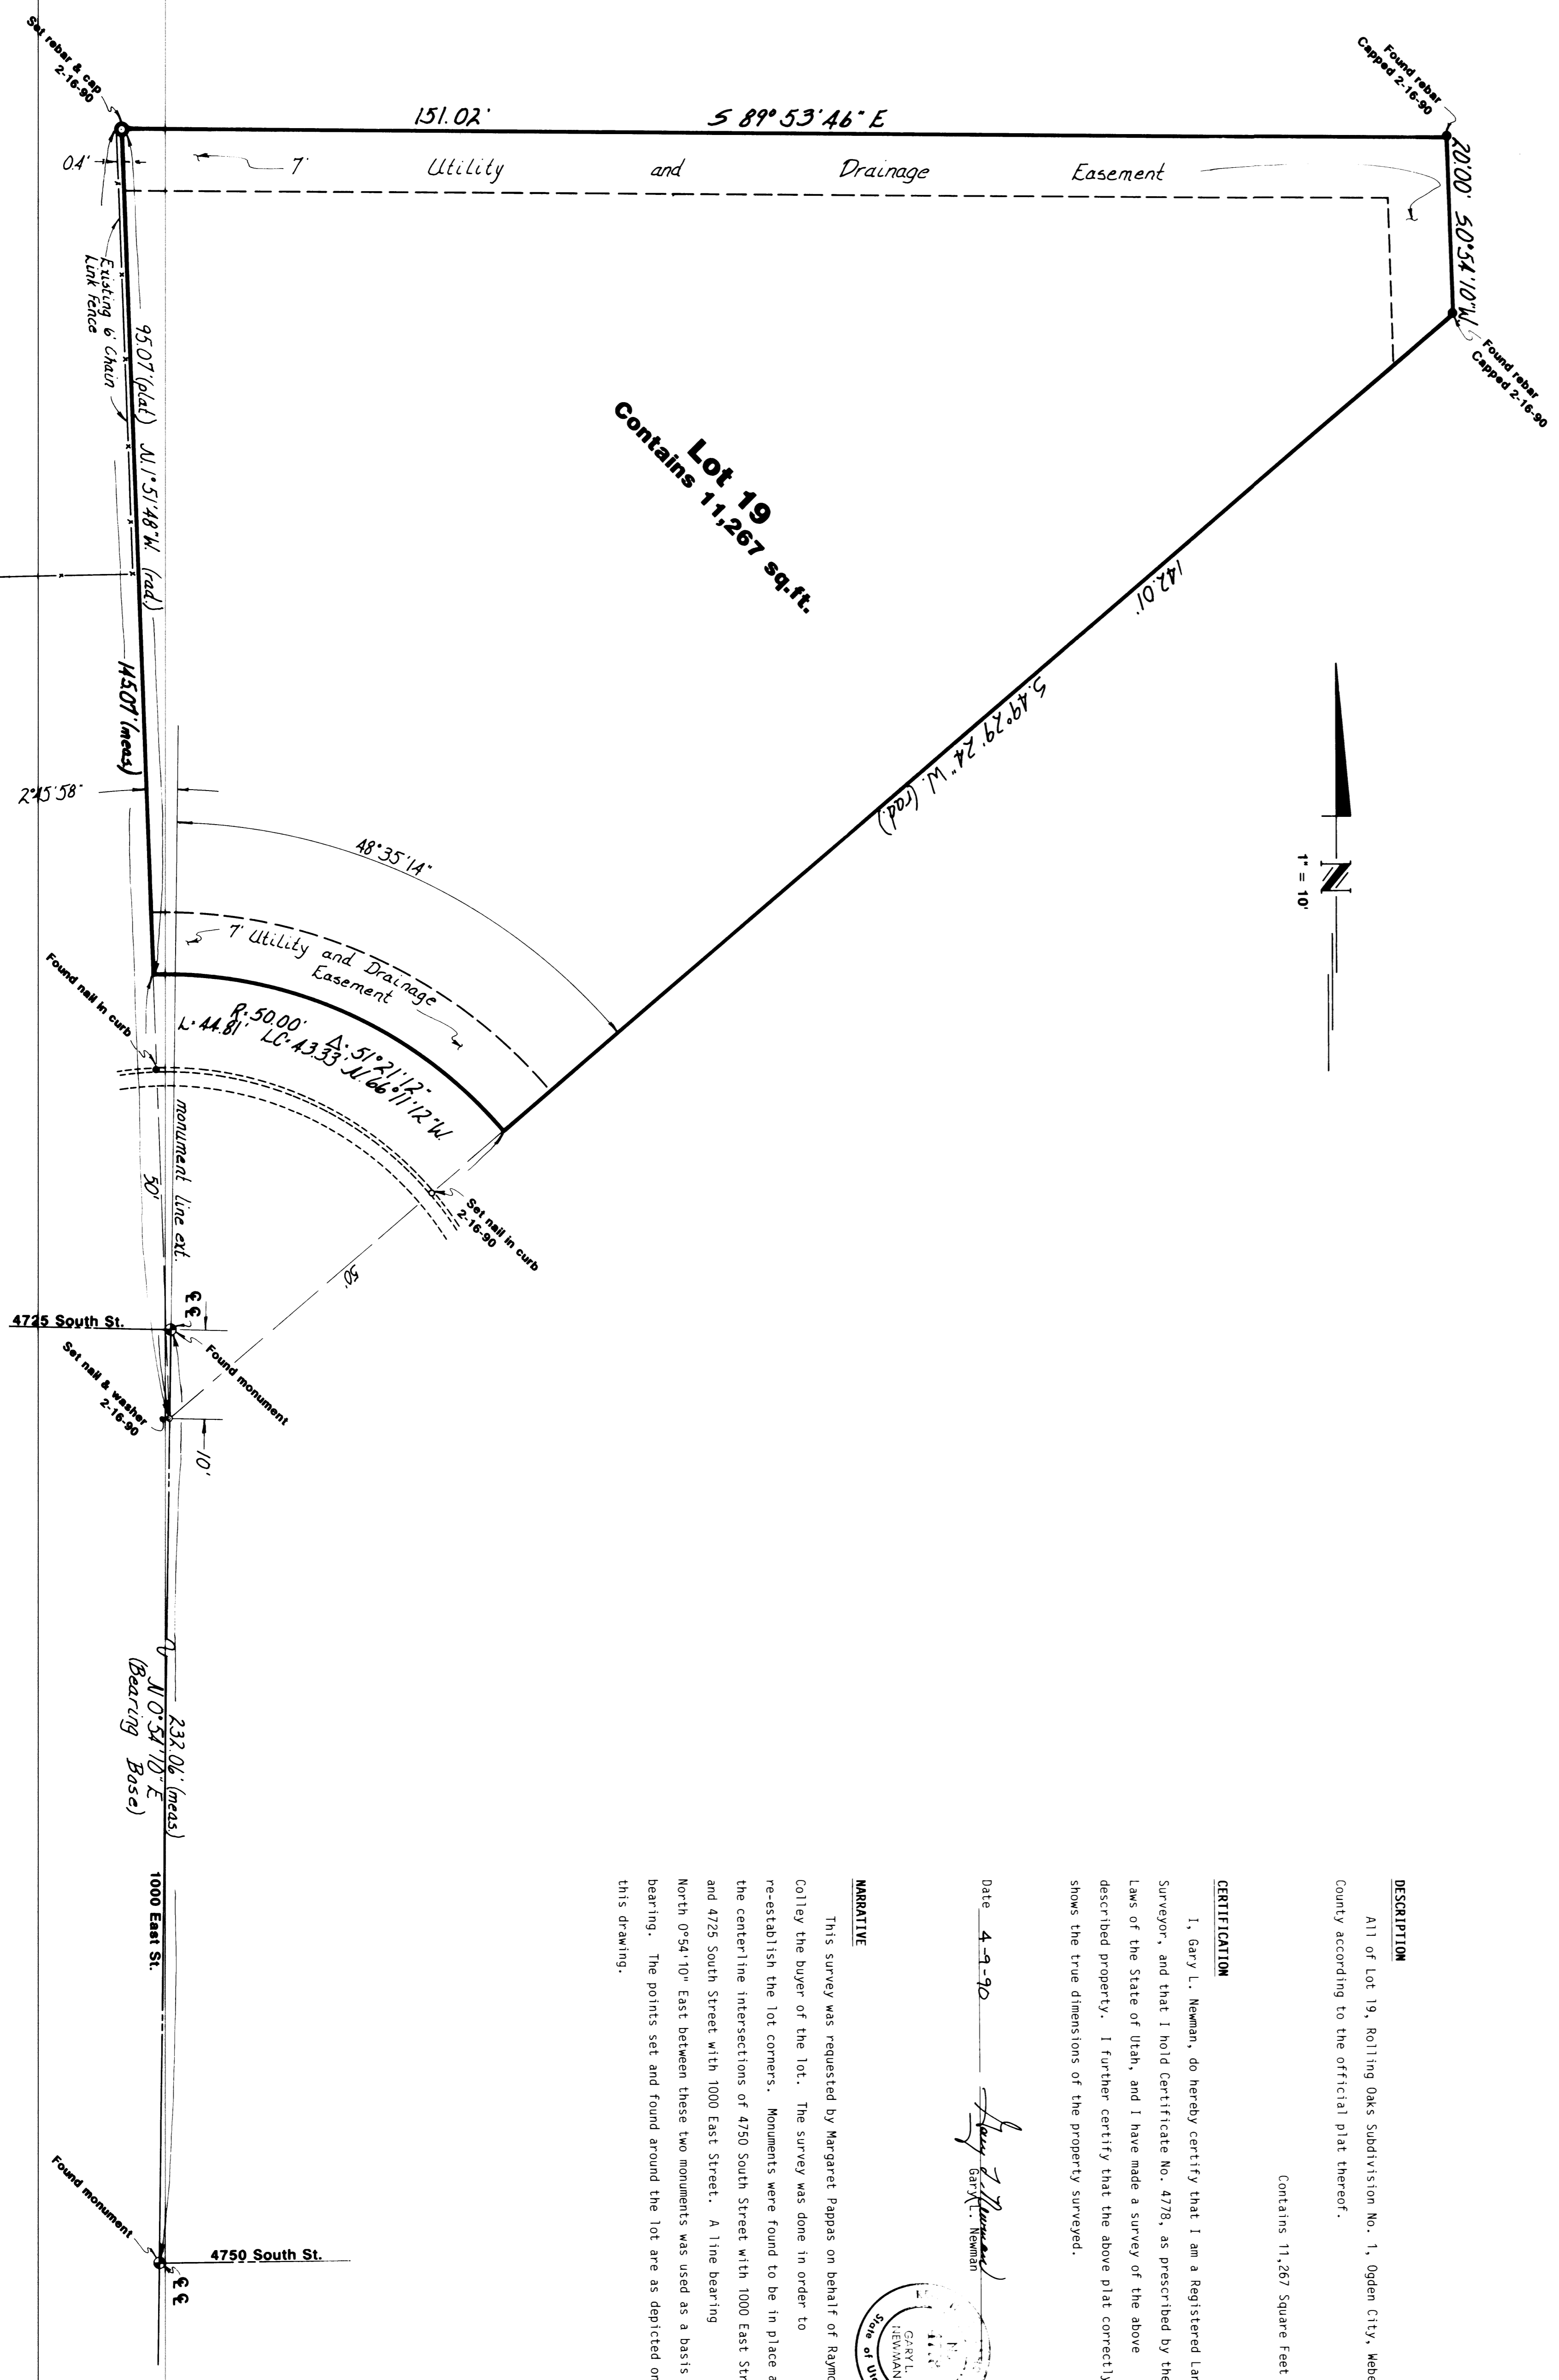 Set rebar & cap
2-16-90
Found rebar
Capped 2-16-90
151.02'
S 89° 53' 46" E
0.4'
7' Utility and Drainage Easement
20.00' S.0°54'10"W.
Found rebar
Capped 2-16-90
Existing 6' Chain
Link Fence
95.07' (plat) N.1°51'48"W. (rad.)
145.07' (meas.)
Lot 19
Contains 11,267 sq.ft.
142.01'
S.49°29'24" W. (rad.)
N
1" = 10'
2°45'58"
48°35'14"
7' Utility and Drainage
Easement
R=50.00' Δ=51°21'12"
L=44.81' LC=43.33' N.66°11'12"W.
Found nail in curb
Set nail in curb
2-16-90
monument line ext.
50'
50'
4725 South St.
Found monument
Set nail & washer
2-16-90
10'
232.06' (meas.)
N 0°54'10" E
(Bearing Base)
1000 East St.
Found monument
4750 South St.
DESCRIPTION
All of Lot 19, Rolling Oaks Subdivision No. 1, Ogden City, Webe
County according to the official plat thereof.
Contains 11,267 Square Feet
CERTIFICATION
I, Gary L. Newman, do hereby certify that I am a Registered Lan
Surveyor, and that I hold Certificate No. 4778, as prescribed by the
Laws of the State of Utah, and I have made a survey of the above
described property. I further certify that the above plat correctly
shows the true dimensions of the property surveyed.
Date 4-9-90
Gary L. Newman
GARY L.
NEWMAN
State of
NARRATIVE
This survey was requested by Margaret Pappas on behalf of Raymo
Colley the buyer of the lot. The survey was done in order to
re-establish the lot corners. Monuments were found to be in place a
the centerline intersections of 4750 South Street with 1000 East Str
and 4725 South Street with 1000 East Street. A line bearing
North 0°54'10" East between these two monuments was used as a basis
bearing. The points set and found around the lot are as depicted on
this drawing.